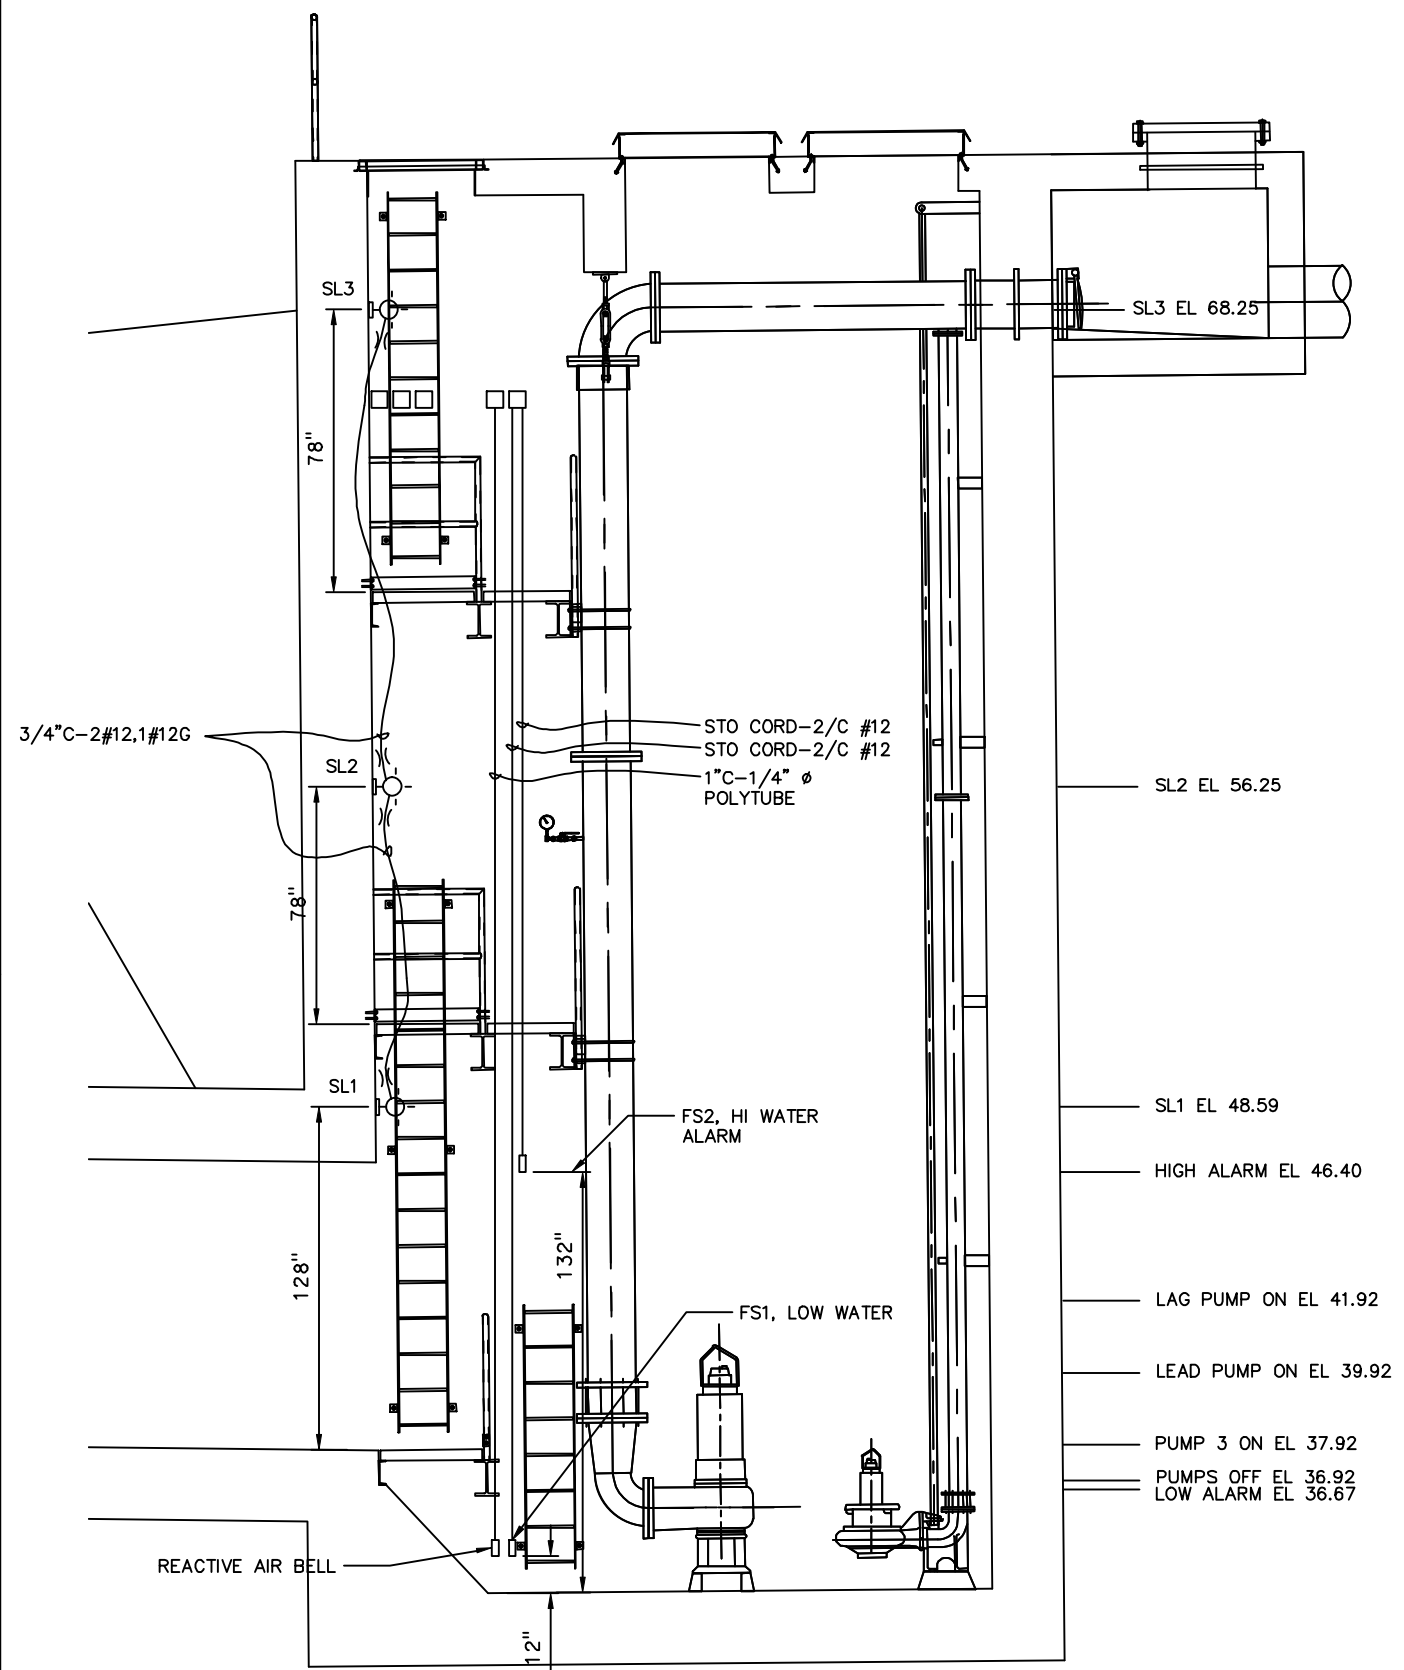 SL3
SL3 EL 68.25
78"
3/4"C-2#12,1#12G
STO CORD-2/C #12
STO CORD-2/C #12
1"C-1/4" ø
POLYTUBE
SL2
SL2 EL 56.25
78"
SL1
SL1 EL 48.59
FS2, HI WATER
ALARM
HIGH ALARM EL 46.40
128"
132"
LAG PUMP ON EL 41.92
FS1, LOW WATER
LEAD PUMP ON EL 39.92
PUMP 3 ON EL 37.92
PUMPS OFF EL 36.92
LOW ALARM EL 36.67
REACTIVE AIR BELL
12"